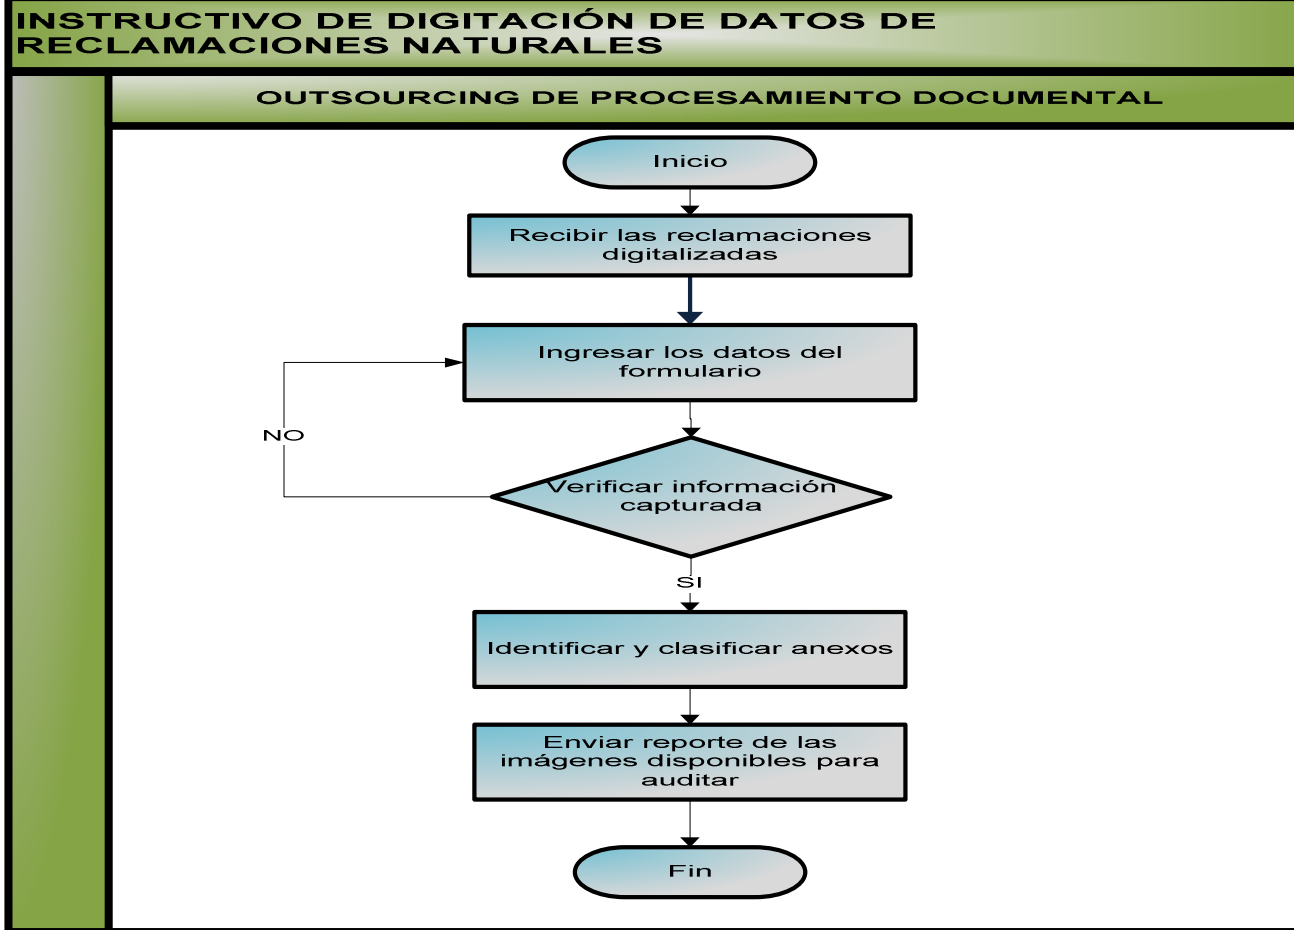 INSTRUCTIVO DE DIGITACIÓN DE DATOS DE
RECLAMACIONES NATURALES
OUTSOURCING DE PROCESAMIENTO DOCUMENTAL
Inicio
Recibir las reclamaciones
digitalizadas
Ingresar los datos del
formulario
NO
Verificar información
capturada
SI
Identificar y clasificar anexos
Enviar reporte de las
imágenes disponibles para
auditar
Fin